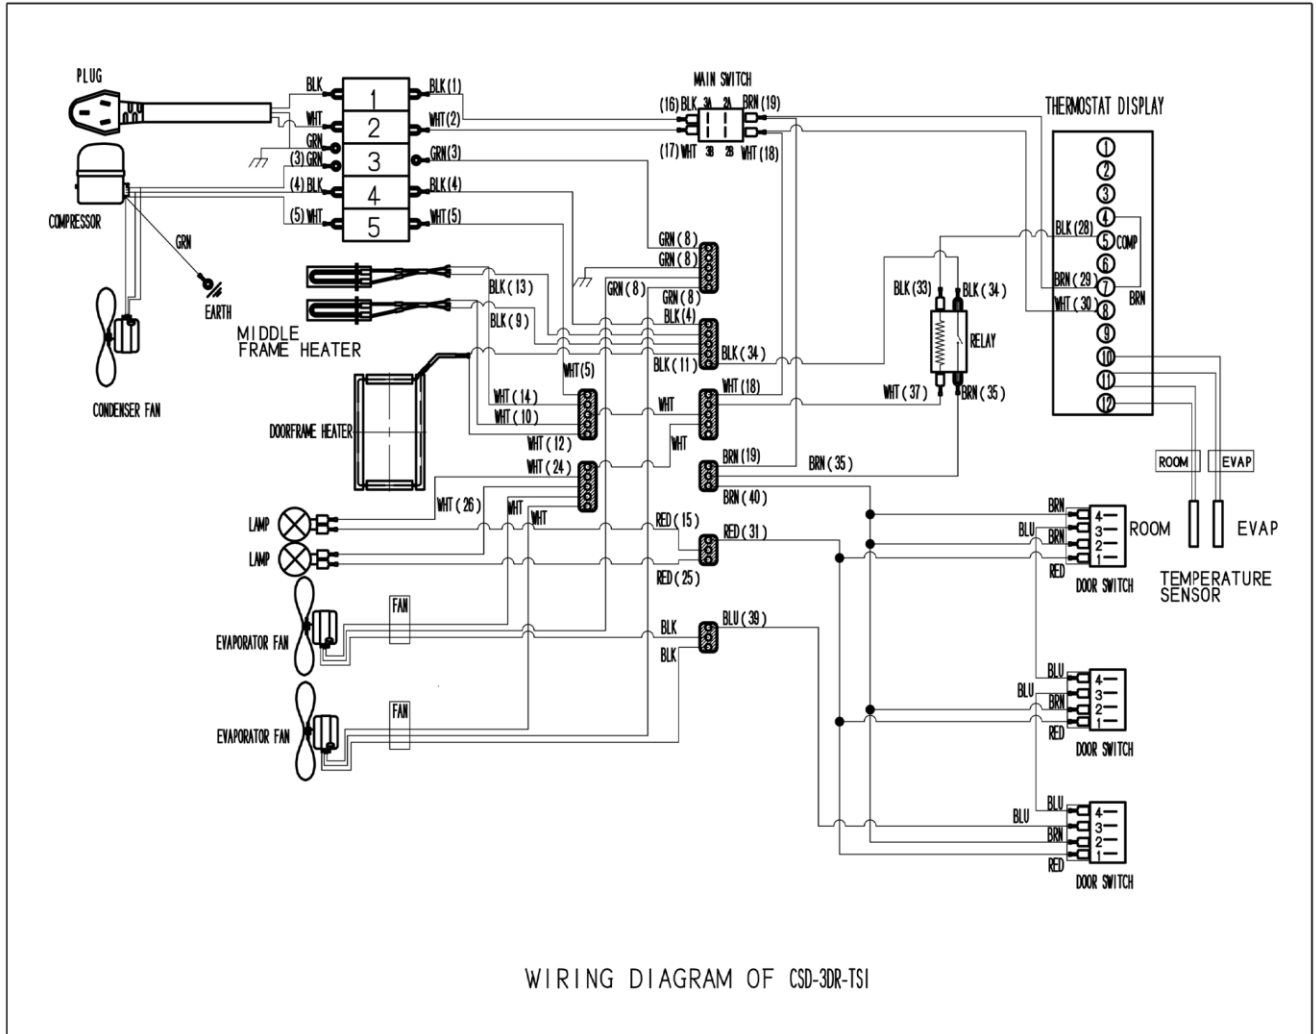 PLUG
BLK
1
BLK(1)
WHT
2
WHT(2)
GRN
(3) GRN
3
GRN(3)
(4) BLK
4
BLK(4)
(5) WHT
5
WHT(5)
MAIN SWITCH
(16) BLK 3A 2A BRN (19)
(17) WHT 3B 2B WHT (18)
THERMOSTAT DISPLAY
1
2
3
4
BLK (28) 5 COMP
6
BRN (29) 7 BRN
WHT (30) 8
9
10
11
12
COMPRESSOR
GRN
EARTH
CONDENSER FAN
MIDDLE
FRAME HEATER
BLK(13)
BLK(9)
DOORFRAME HEATER
GRN(8)
GRN(8)
GRN(8)
GRN(8)
BLK(4)
BLK(11)
BLK(34)
BLK(33)
BLK(34)
RELAY
WHT(37)
BRN(35)
WHT(5)
WHT(14)
WHT(10)
WHT(12)
WHT(18)
WHT
WHT
WHT(24)
WHT(26)
WHT
WHT
BRN(19)
BRN(35)
BRN(40)
ROOM
EVAP
ROOM
EVAP
TEMPERATURE
SENSOR
LAMP
LAMP
RED(15)
RED(31)
RED(25)
EVAPORATOR FAN
FAN
BLK
BLK
BLU(39)
EVAPORATOR FAN
FAN
BRN
4
BLU
3
BRN
2
1
RED
DOOR SWITCH
BLU
4
BLU
3
BRN
2
1
RED
DOOR SWITCH
BLU
4
BLU
3
BRN
2
1
RED
DOOR SWITCH
WIRING DIAGRAM OF CSD-3DR-TSI